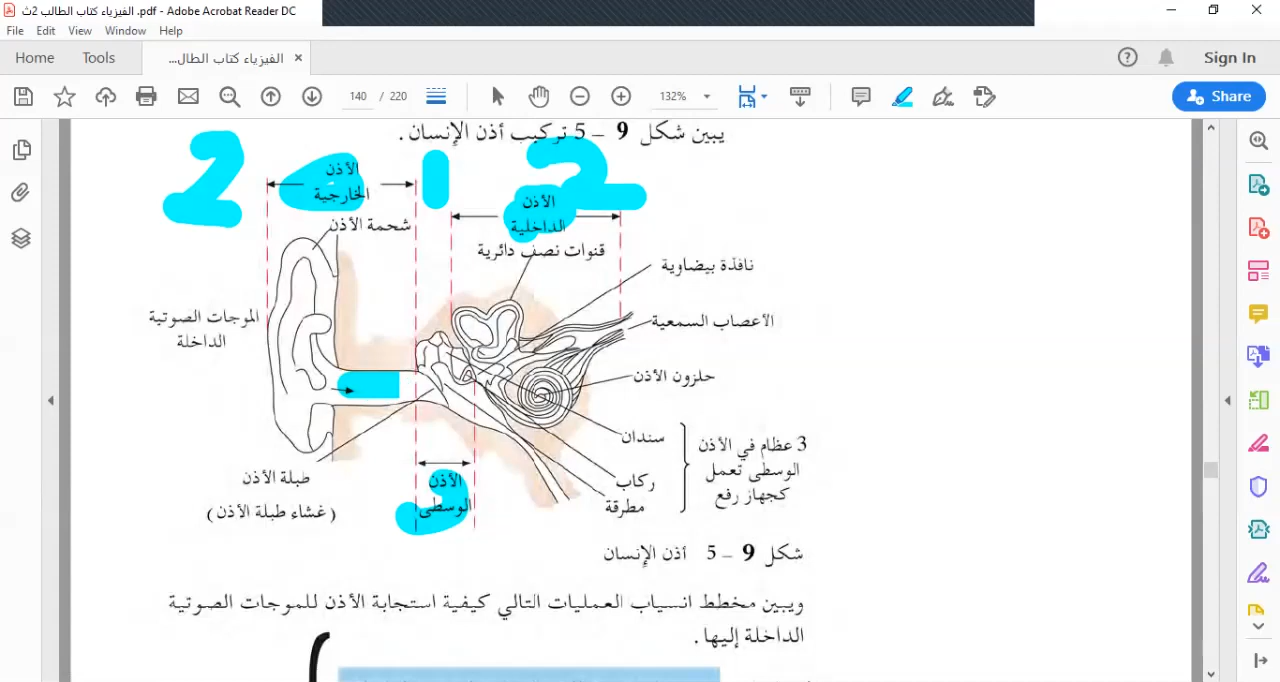 الفيزياء كتاب الطالب 2ث.pdf - Adobe Acrobat Reader DC
File Edit View Window Help
Home Tools الفيزياء كتاب الطال... × Sign In
140 / 220 132% Share
يبين شكل 9 – 5 تركيب أذن الإنسان .
2 1 2
الأذن
الخارجية
الأذن
الداخلية
شحمة الأذن
قنوات نصف دائرية
نافذة بيضاوية
الموجات الصوتية
الداخلة
الأعصاب السمعية
حلزون الأذن
سندان
3 عظام في الأذن
الوسطى تعمل
كجهاز رفع
ركاب
مطرقة
الأذن
الوسطى
طبلة الأذن
(غشاء طبلة الأذن)
شكل 9 – 5 أذن الإنسان
ويبين مخطط انسياب العمليات التالي كيفية استجابة الأذن للموجات الصوتية
الداخلة إليها .